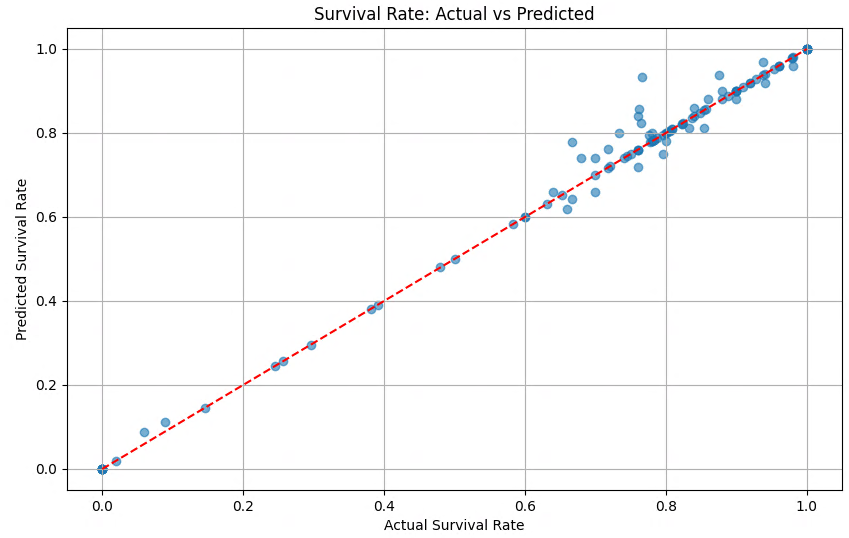 Survival Rate: Actual vs Predicted
1.0
0.8
0.6
0.4
0.2
0.0
Predicted Survival Rate
0.0 0.2 0.4 0.6 0.8 1.0
Actual Survival Rate